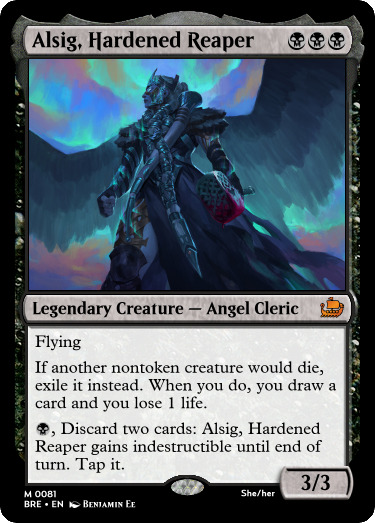 Alsig, Hardened Reaper
Legendary Creature — Angel Cleric
Flying
If another nontoken creature would die,
exile it instead. When you do, you draw a
card and you lose 1 life.
, Discard two cards: Alsig, Hardened
Reaper gains indestructible until end of
turn. Tap it.
3/3
M 0081
She/her
BRE • EN Benjamin Ee